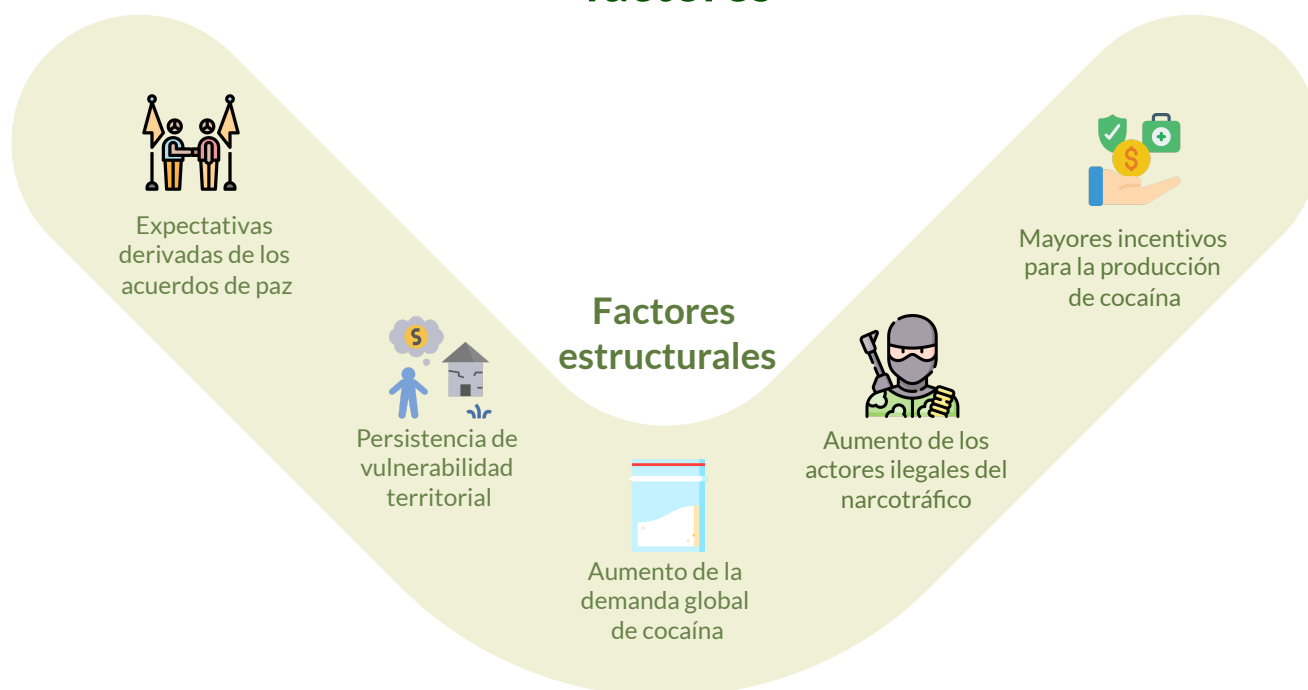 factores
Expectativas
derivadas de los
acuerdos de paz
Persistencia de
vulnerabilidad
territorial
Factores
estructurales
Aumento de la
demanda global
de cocaína
Aumento de los
actores ilegales del
narcotráfico
Mayores incentivos
para la producción
de cocaína